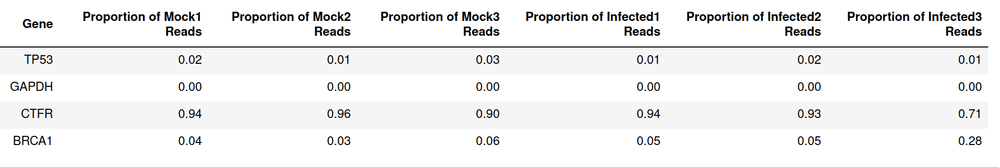 Gene Proportion of Mock1 Reads Proportion of Mock2 Reads Proportion of Mock3 Reads Proportion of Infected1 Reads Proportion of Infected2 Reads Proportion of Infected3 Reads
TP53 0.02 0.01 0.03 0.01 0.02 0.01
GAPDH 0.00 0.00 0.00 0.00 0.00 0.00
CTFR 0.94 0.96 0.90 0.94 0.93 0.71
BRCA1 0.04 0.03 0.06 0.05 0.05 0.28